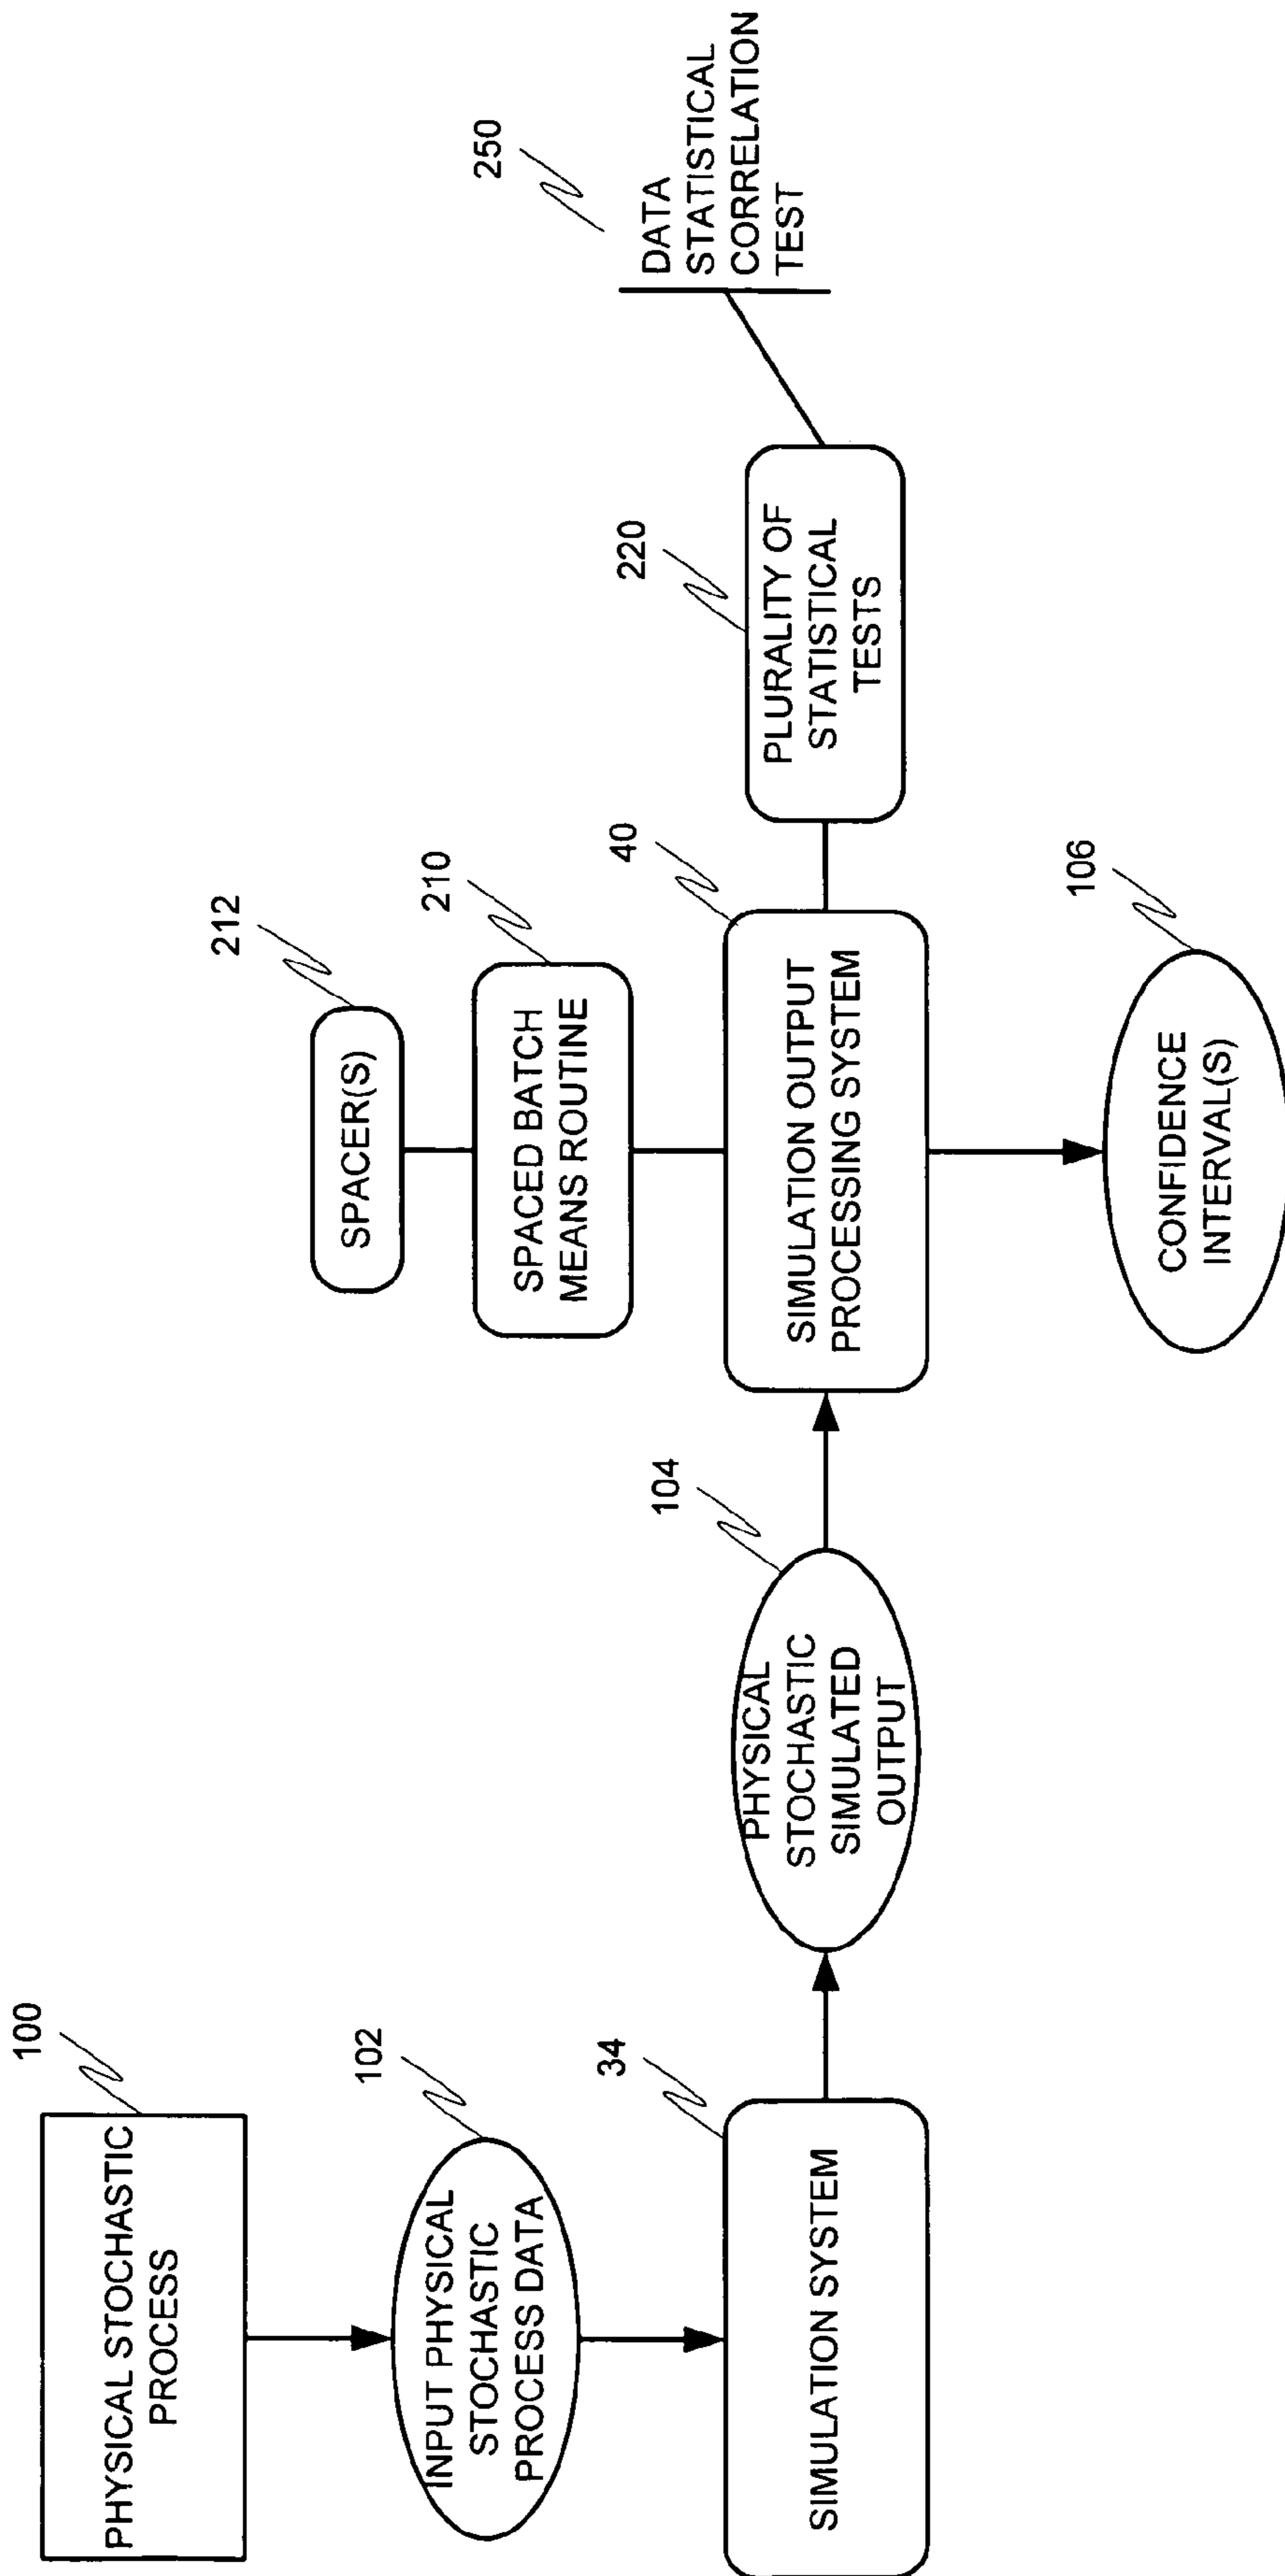 100
PHYSICAL STOCHASTIC
PROCESS
102
INPUT PHYSICAL
STOCHASTIC
PROCESS DATA
34
SIMULATION SYSTEM
104
PHYSICAL
STOCHASTIC
SIMULATED
OUTPUT
212
SPACER(S)
210
SPACED BATCH
MEANS ROUTINE
40
SIMULATION OUTPUT
PROCESSING SYSTEM
106
CONFIDENCE
INTERVAL(S)
220
PLURALITY OF
STATISTICAL
TESTS
250
DATA
STATISTICAL
CORRELATION
TEST